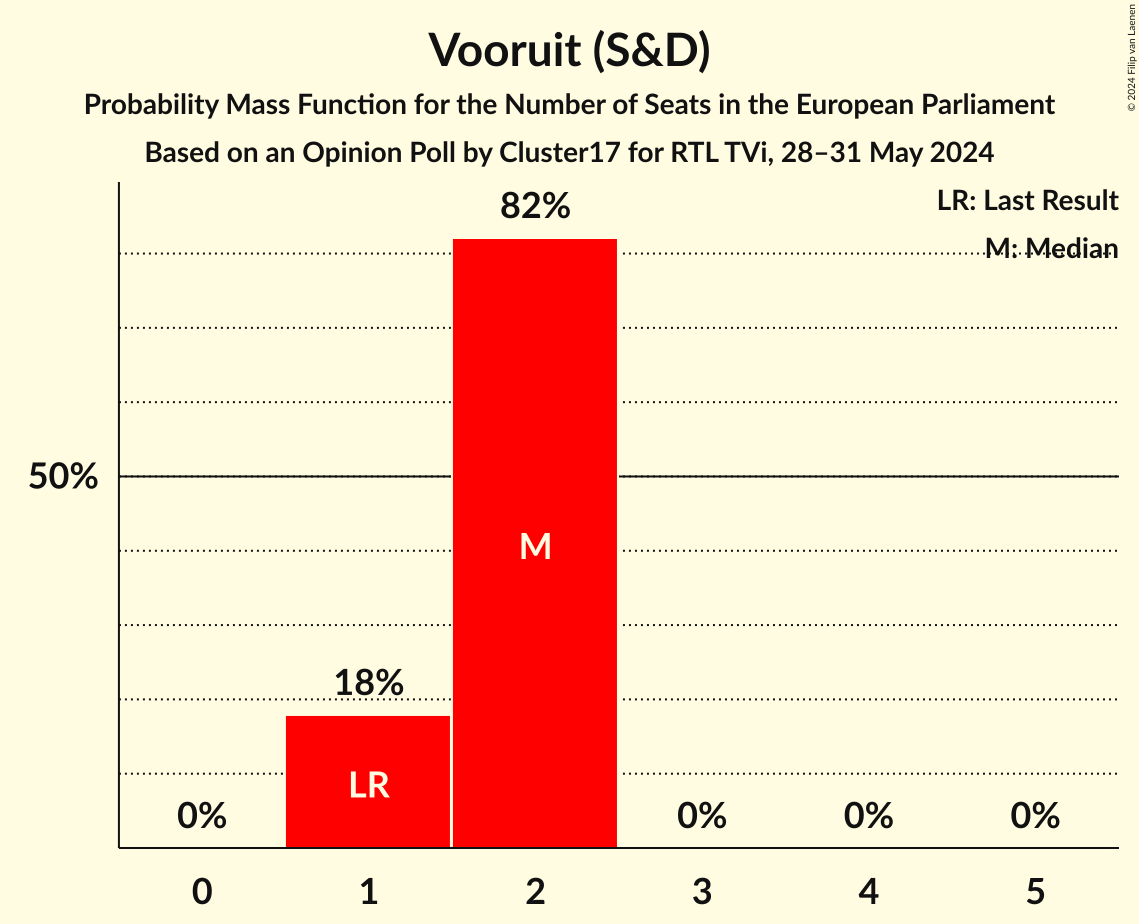 Vooruit (S&D)
Probability Mass Function for the Number of Seats in the European Parliament
Based on an Opinion Poll by Cluster17 for RTL TVi, 28–31 May 2024
© 2024 Filip van Laenen
LR: Last Result
M: Median
82%
50%
M
18%
LR
0%
0%
0%
0%
0 1 2 3 4 5